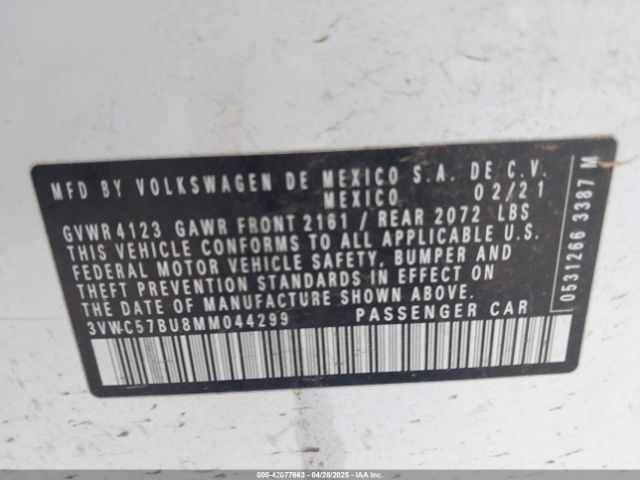 MFD BY VOLKSWAGEN DE MEXICO S.A. DE C.V.
MEXICO 02/21
GVWR 4123 GAWR FRONT 2161 / REAR 2072 LBS
THIS VEHICLE CONFORMS TO ALL APPLICABLE U.S.
FEDERAL MOTOR VEHICLE SAFETY, BUMPER AND
THEFT PREVENTION STANDARDS IN EFFECT ON
THE DATE OF MANUFACTURE SHOWN ABOVE.
3VWC57BU8MM044299 PASSENGER CAR
0531266 3387 M
000-42077663 - 04/28/2025 - IAA Inc.